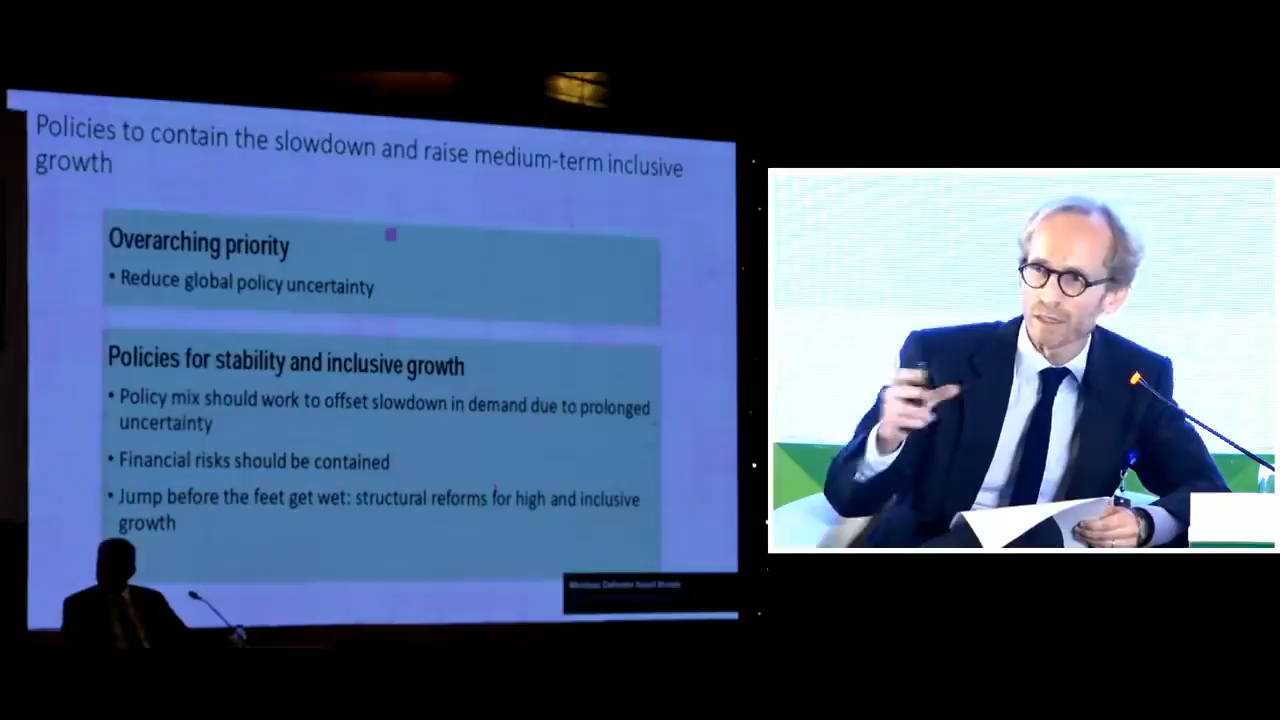 Policies to contain the slowdown and raise medium-term inclusive
growth
Overarching priority
• Reduce global policy uncertainty
Policies for stability and inclusive growth
• Policy mix should work to offset slowdown in demand due to prolonged
uncertainty
• Financial risks should be contained
• Jump before the feet get wet: structural reforms for high and inclusive
growth
Windows Defender